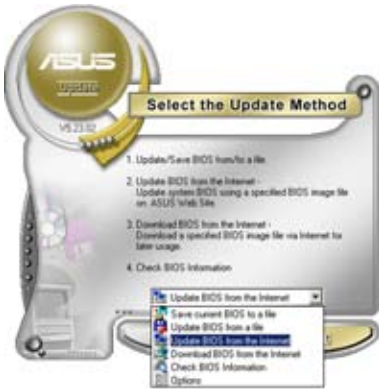 ASUS
Update
V5.23.02
Select the Update Method
1. Update/Save BIOS from/to a file.
2. Update BIOS from the Internet -
Update system BIOS using a specified BIOS image file
on ASUS Web Site.
3. Download BIOS from the Internet -
Download a specified BIOS image file via Internet for
later usage.
4. Check BIOS Information
Update BIOS from the Internet
Save current BIOS to a file
Update BIOS from a file
Update BIOS from the Internet
Download BIOS from the Internet
Check BIOS Information
Options